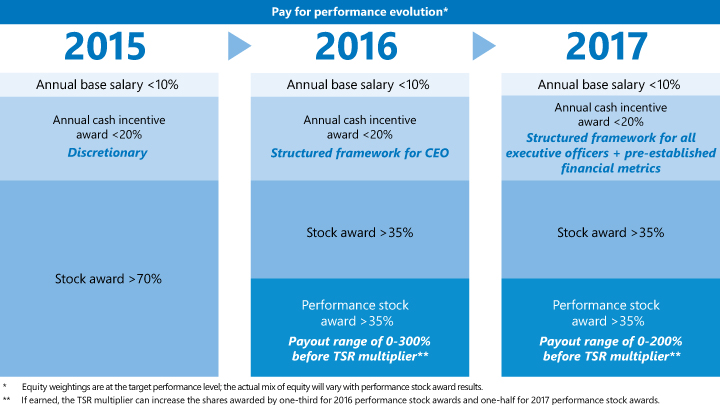 Pay for performance evolution*
2015
2016
2017
Annual base salary <10%
Annual base salary <10%
Annual base salary <10%
Annual cash incentive
award <20%
Discretionary
Annual cash incentive
award <20%
Structured framework for CEO
Annual cash incentive
award <20%
Structured framework for all
executive officers + pre-established
financial metrics
Stock award >70%
Stock award >35%
Stock award >35%
Performance stock
award >35%
Payout range of 0-300%
before TSR multiplier**
Performance stock
award >35%
Payout range of 0-200%
before TSR multiplier**
* Equity weightings are at the target performance level; the actual mix of equity will vary with performance stock award results.
** If earned, the TSR multiplier can increase the shares awarded by one-third for 2016 performance stock awards and one-half for 2017 performance stock awards.